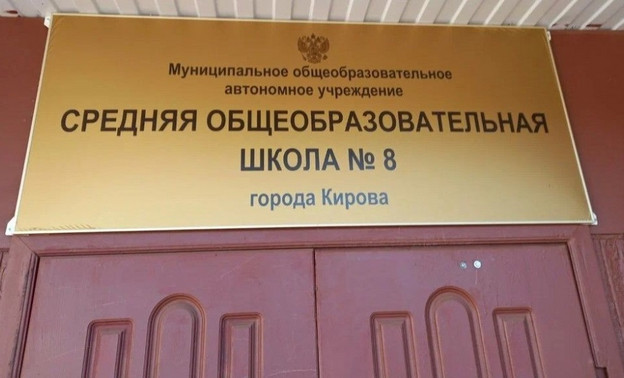 Муниципальное общеобразовательное
автономное учреждение
СРЕДНЯЯ ОБЩЕОБРАЗОВАТЕЛЬНАЯ
ШКОЛА № 8
города Кирова